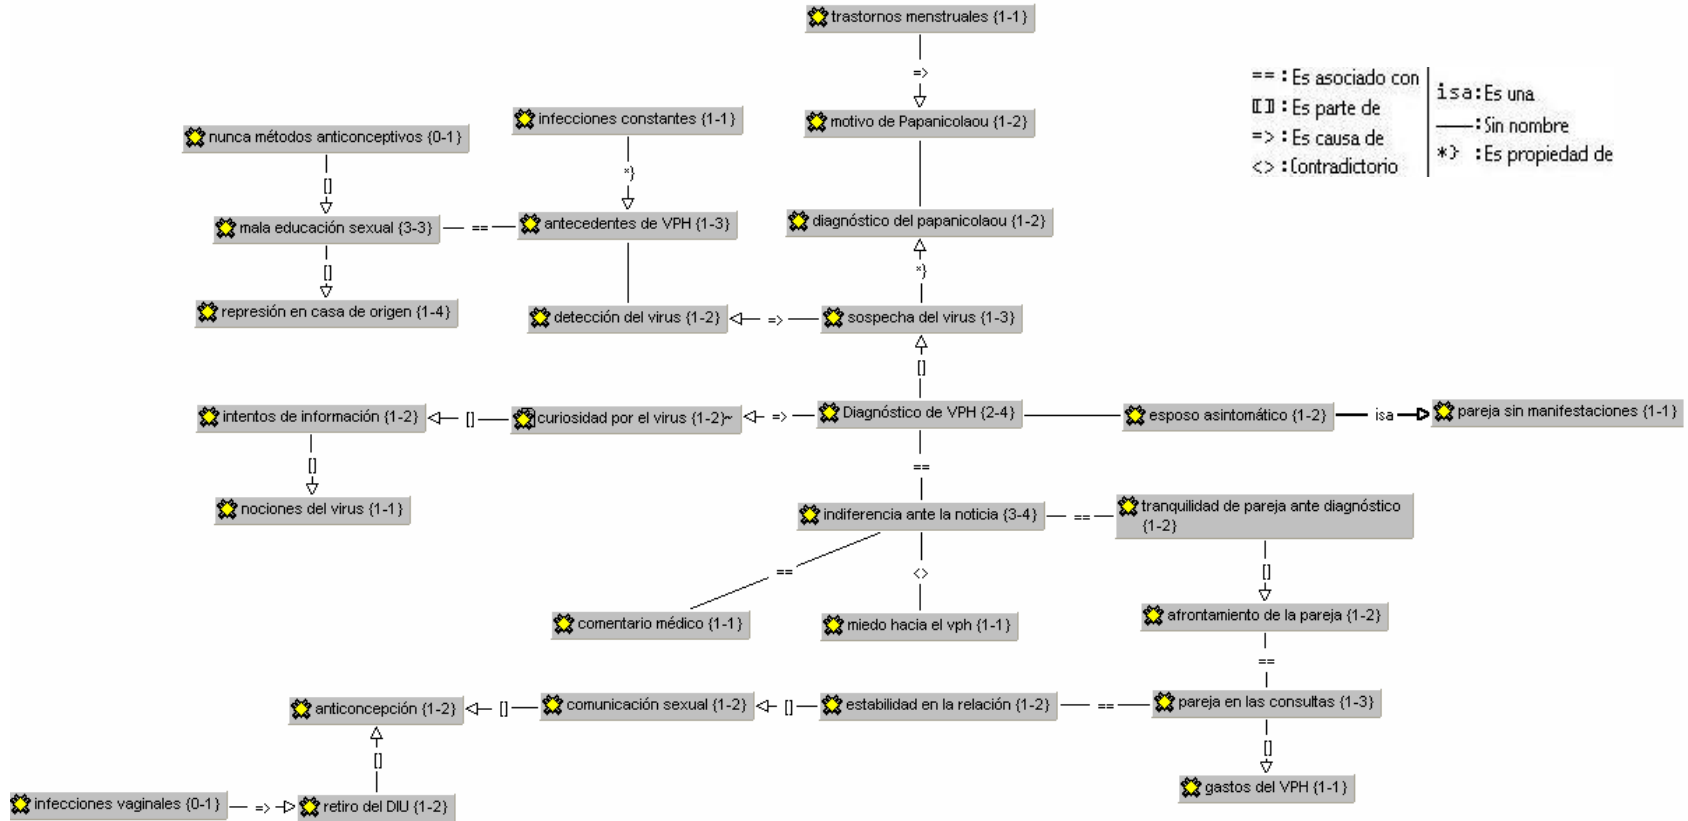 trastornos menstruales {1-1}
=>
== : Es asociado con
[] : Es parte de
=> : Es causa de
<> : Contradictorio
isa: Es una
——: Sin nombre
*} : Es propiedad de
infecciones constantes {1-1}
motivo de Papanicolaou {1-2}
nunca métodos anticonceptivos {0-1}
[]
*}
mala educación sexual {3-3}
==
antecedentes de VPH {1-3}
diagnóstico del papanicolaou {1-2}
[]
*}
represión en casa de origen {1-4}
detección del virus {1-2}
=>
sospecha del virus {1-3}
[]
intentos de información {1-2}
[]
curiosidad por el virus {1-2}~
=>
Diagnóstico de VPH {2-4}
esposo asintomático {1-2}
isa
pareja sin manifestaciones {1-1}
[]
==
nociones del virus {1-1}
indiferencia ante la noticia {3-4}
==
tranquilidad de pareja ante diagnóstico
{1-2}
==
<>
[]
comentario médico {1-1}
miedo hacia el vph {1-1}
afrontamiento de la pareja {1-2}
==
anticoncepción {1-2}
[]
comunicación sexual {1-2}
[]
estabilidad en la relación {1-2}
==
pareja en las consultas {1-3}
[]
[]
gastos del VPH {1-1}
infecciones vaginales {0-1}
=>
retiro del DIU {1-2}